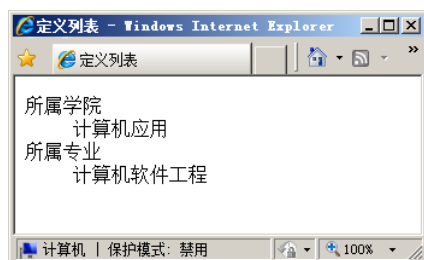 定义列表 - Windows Internet Explorer
定义列表
所属学院
计算机应用
所属专业
计算机软件工程
计算机 | 保护模式: 禁用
100%